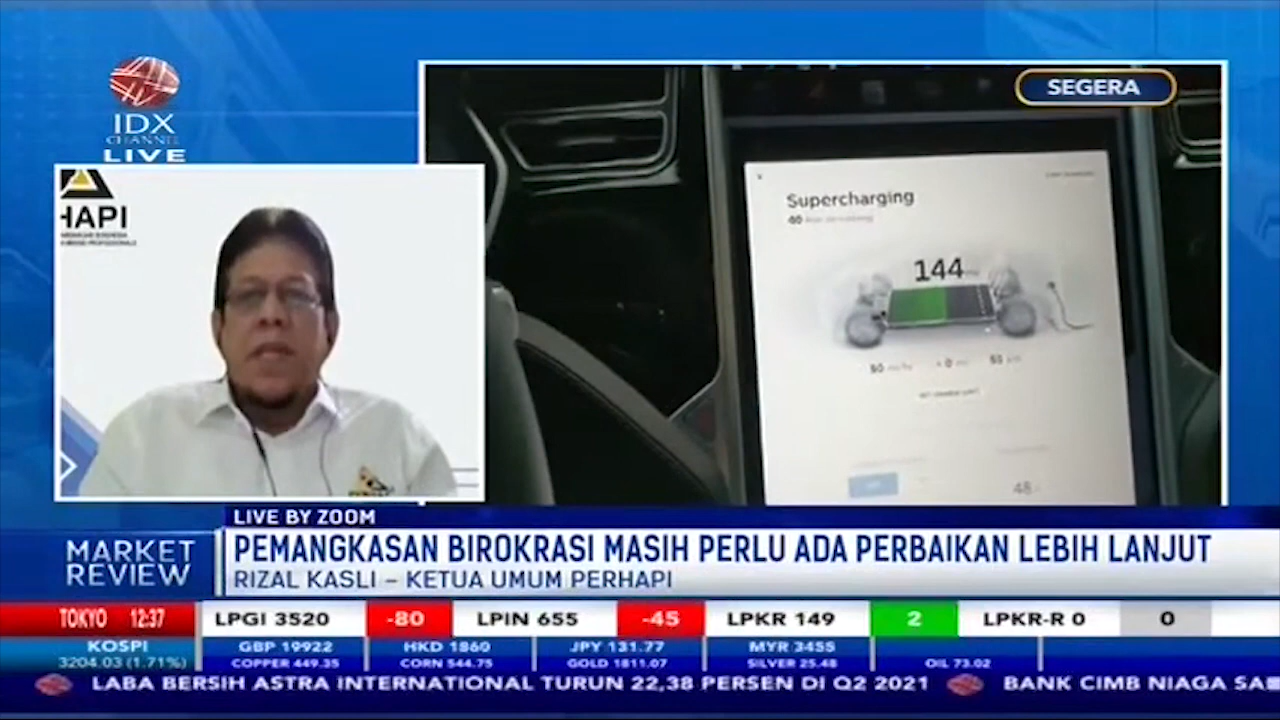 SEGERA
IDX
CHANNEL
LIVE
HAPI
Supercharging
40
144
50
0
48
LIVE BY ZOOM
MARKET REVIEW
PEMANGKASAN BIROKRASI MASIH PERLU ADA PERBAIKAN LEBIH LANJUT
RIZAL KASLI – KETUA UMUM PERHAPI
TOKYO 12:37 LPGI 3520 -80 LPIN 655 -45 LPKR 149 2 LPKR-R 0 0
KOSPI GBP 19922 HKD 1860 JPY 131.77 MYR 3455
3204.03 (1.71%) COPPER 449.35 CORN 544.75 GOLD 1811.07 SILVER 25.48 OIL 73.02
LABA BERSIH ASTRA INTERNATIONAL TURUN 22,38 PERSEN DI Q2 2021 BANK CIMB NIAGA